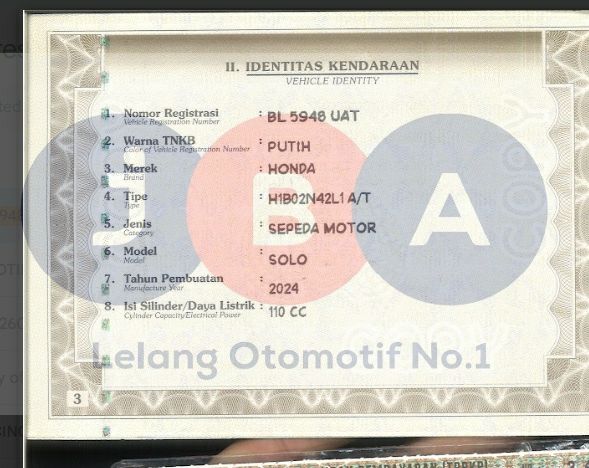 II. IDENTITAS KENDARAAN
VEHICLE IDENTITY
1. Nomor Registrasi : BL 5948 UAT
Vehicle Registration Number
2. Warna TNKB : PUTIH
Color of Vehicle Registration Number
3. Merek : HONDA
Brand
4. Tipe : H1B02N42L1 A/T
Type
5. Jenis : SEPEDA MOTOR
Category
6. Model : SOLO
Model
7. Tahun Pembuatan : 2024
Manufacture Year
8. Isi Silinder/Daya Listrik : 110 CC
Cylinder Capacity/Electrical Power
JBA
Lelang Otomotif No.1
3